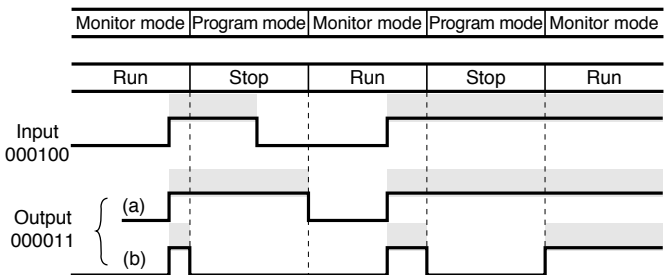 Monitor mode Program mode Monitor mode Program mode Monitor mode
Run Stop Run Stop Run
Input
000100
Output
000011
(a)
(b)